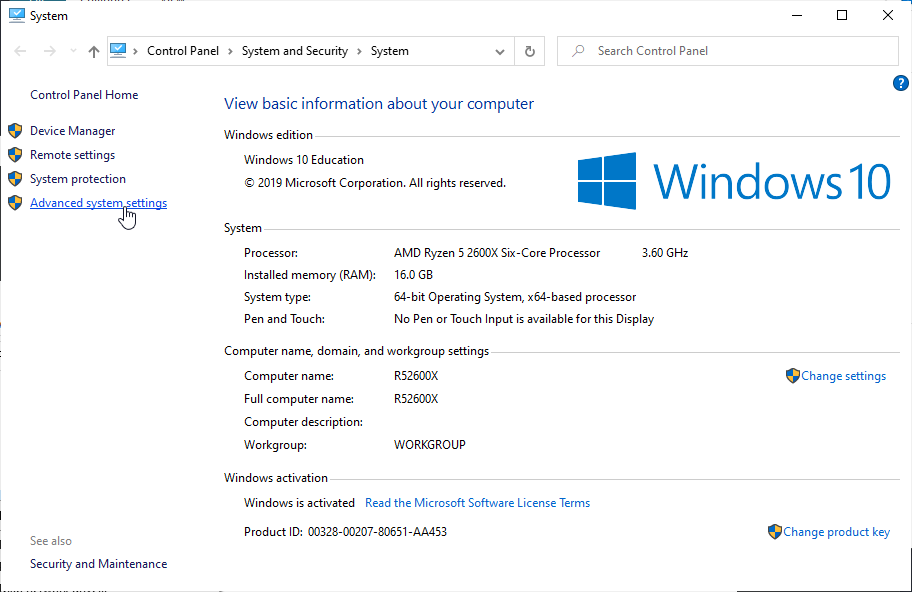 System
Control Panel > System and Security > System
Search Control Panel
?
Control Panel Home
Device Manager
Remote settings
System protection
Advanced system settings
View basic information about your computer
Windows edition
Windows 10 Education
© 2019 Microsoft Corporation. All rights reserved.
Windows 10
System
Processor: AMD Ryzen 5 2600X Six-Core Processor 3.60 GHz
Installed memory (RAM): 16.0 GB
System type: 64-bit Operating System, x64-based processor
Pen and Touch: No Pen or Touch Input is available for this Display
Computer name, domain, and workgroup settings
Computer name: R52600X
Change settings
Full computer name: R52600X
Computer description:
Workgroup: WORKGROUP
Windows activation
Windows is activated Read the Microsoft Software License Terms
Product ID: 00328-00207-80651-AA453
Change product key
See also
Security and Maintenance